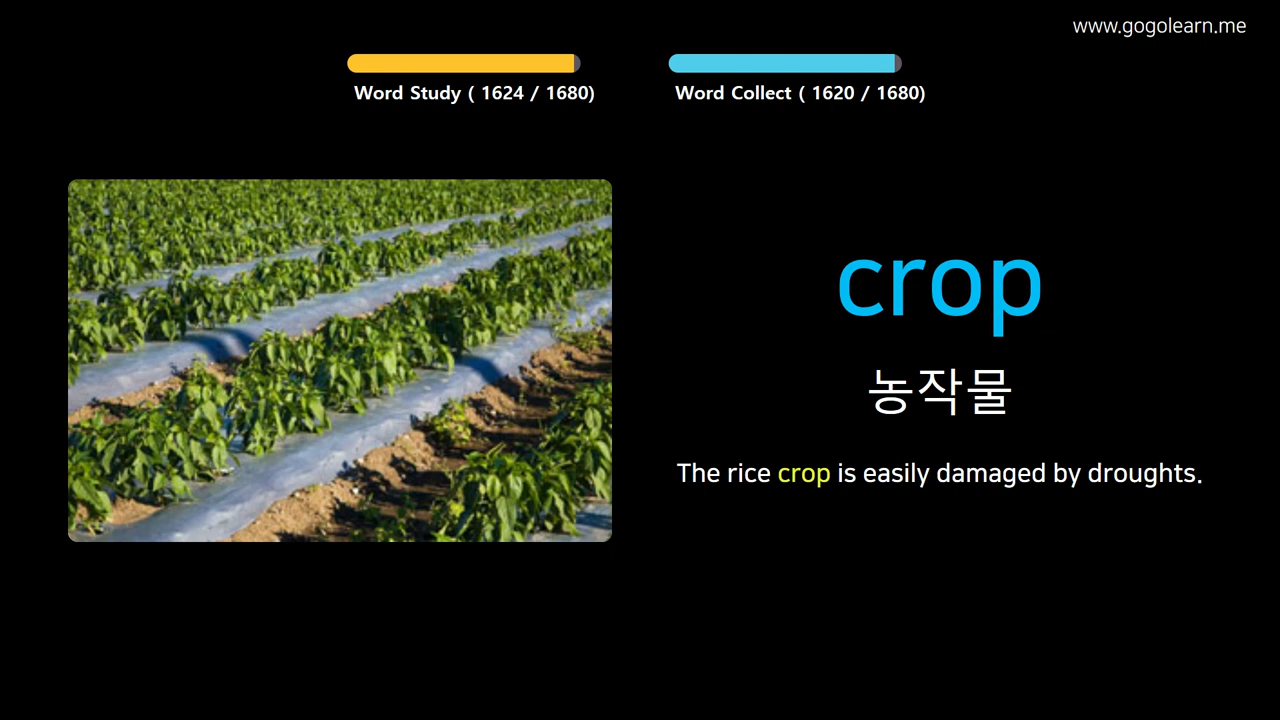 www.gogolearn.me
Word Study ( 1624 / 1680)
Word Collect ( 1620 / 1680)
crop
농작물
The rice crop is easily damaged by droughts.